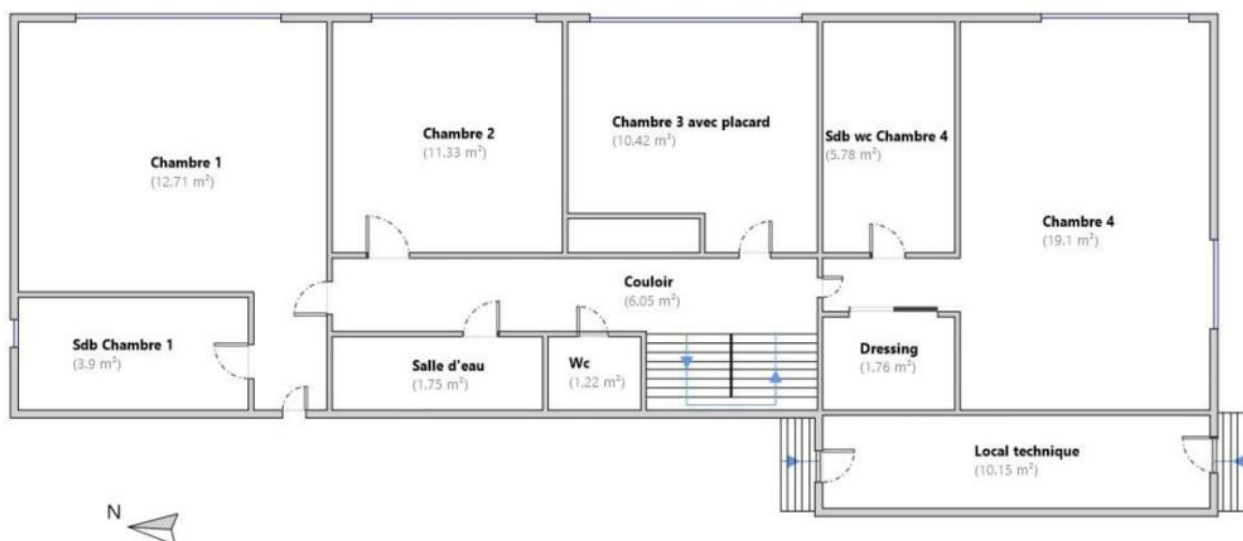 Chambre 1
(12.71 m²)
Chambre 2
(11.33 m²)
Chambre 3 avec placard
(10.42 m²)
Sdb wc Chambre 4
(5.78 m²)
Chambre 4
(19.1 m²)
Couloir
(6.05 m²)
Sdb Chambre 1
(3.9 m²)
Salle d'eau
(1.75 m²)
Wc
(1.22 m²)
Dressing
(1.76 m²)
Local technique
(10.15 m²)
N